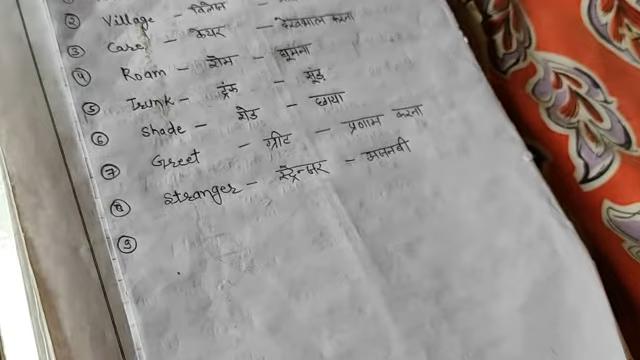 ② Village - विलेज -
③ Care - केयर - देखभाल करना
④ Roam - रोम - घूमना
⑤ Trunk - ट्रंक - सूंड
⑥ Shade - शेड - छाया
⑦ Greet - ग्रीट - प्रणाम करना
⑧ Stranger - स्ट्रेन्जर - अजनबी
⑨